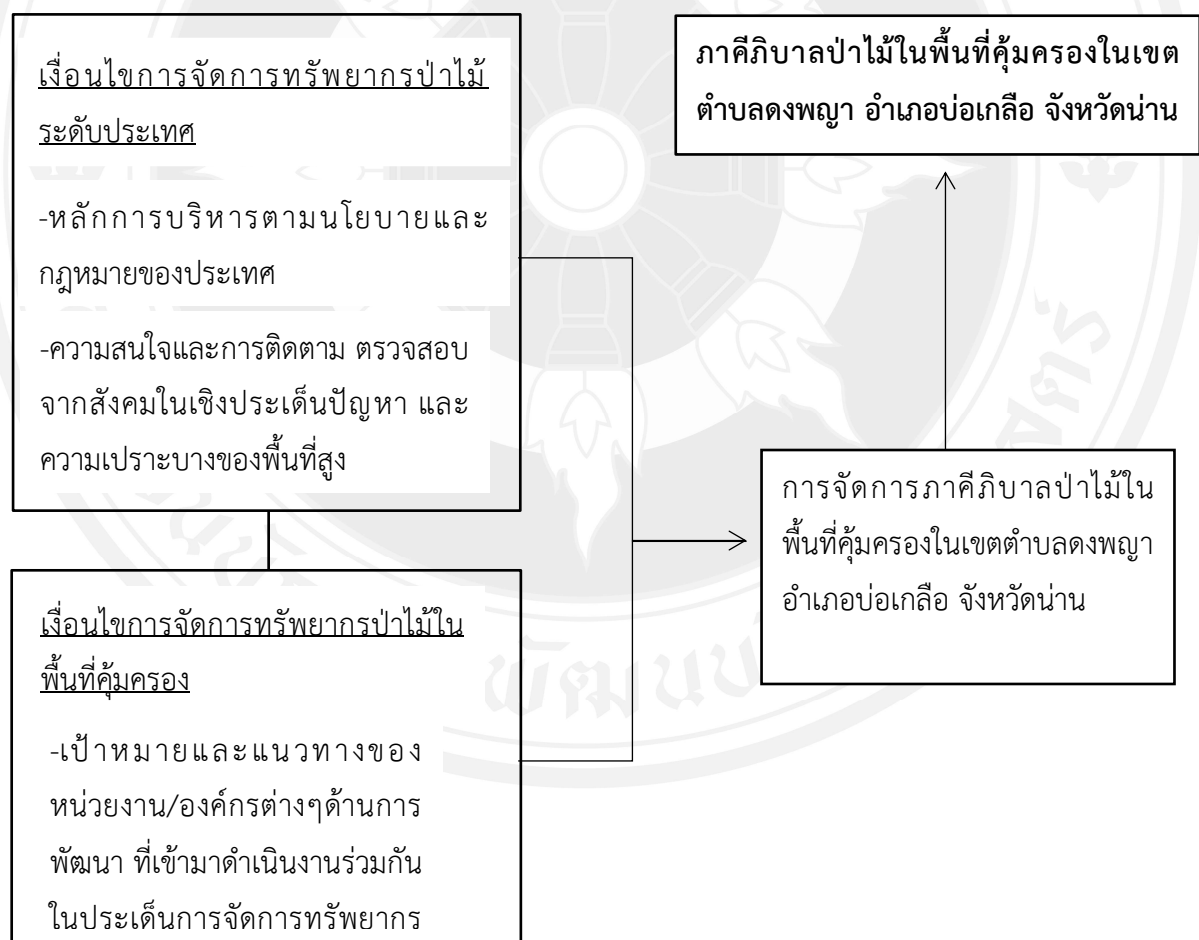 เงื่อนไขการจัดการทรัพยากรป่าไม้
ระดับประเทศ
-หลักการบริหารตามนโยบายและ
กฎหมายของประเทศ
-ความสนใจและการติดตาม ตรวจสอบ
จากสังคมในเชิงประเด็นปัญหา และ
ความเปราะบางของพื้นที่สูง
เงื่อนไขการจัดการทรัพยากรป่าไม้ใน
พื้นที่คุ้มครอง
-เป้าหมายและแนวทางของ
หน่วยงาน/องค์กรต่างๆด้านการ
พัฒนา ที่เข้ามาดำเนินงานร่วมกัน
ในประเด็นการจัดการทรัพยากร
ภาคีภิบาลป่าไม้ในพื้นที่คุ้มครองในเขต
ตำบลดงพญา อำเภอบ่อเกลือ จังหวัดน่าน
การจัดการภาคีภิบาลป่าไม้ใน
พื้นที่คุ้มครองในเขตตำบลดงพญา
อำเภอบ่อเกลือ จังหวัดน่าน